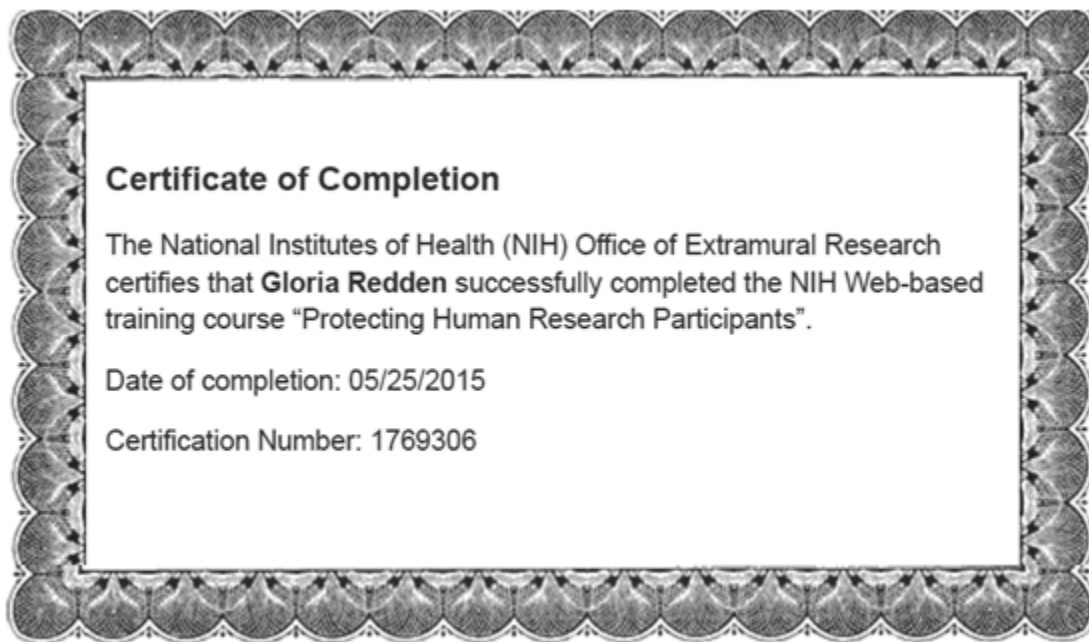 Certificate of Completion
The National Institutes of Health (NIH) Office of Extramural Research
certifies that Gloria Redden successfully completed the NIH Web-based
training course “Protecting Human Research Participants”.
Date of completion: 05/25/2015
Certification Number: 1769306